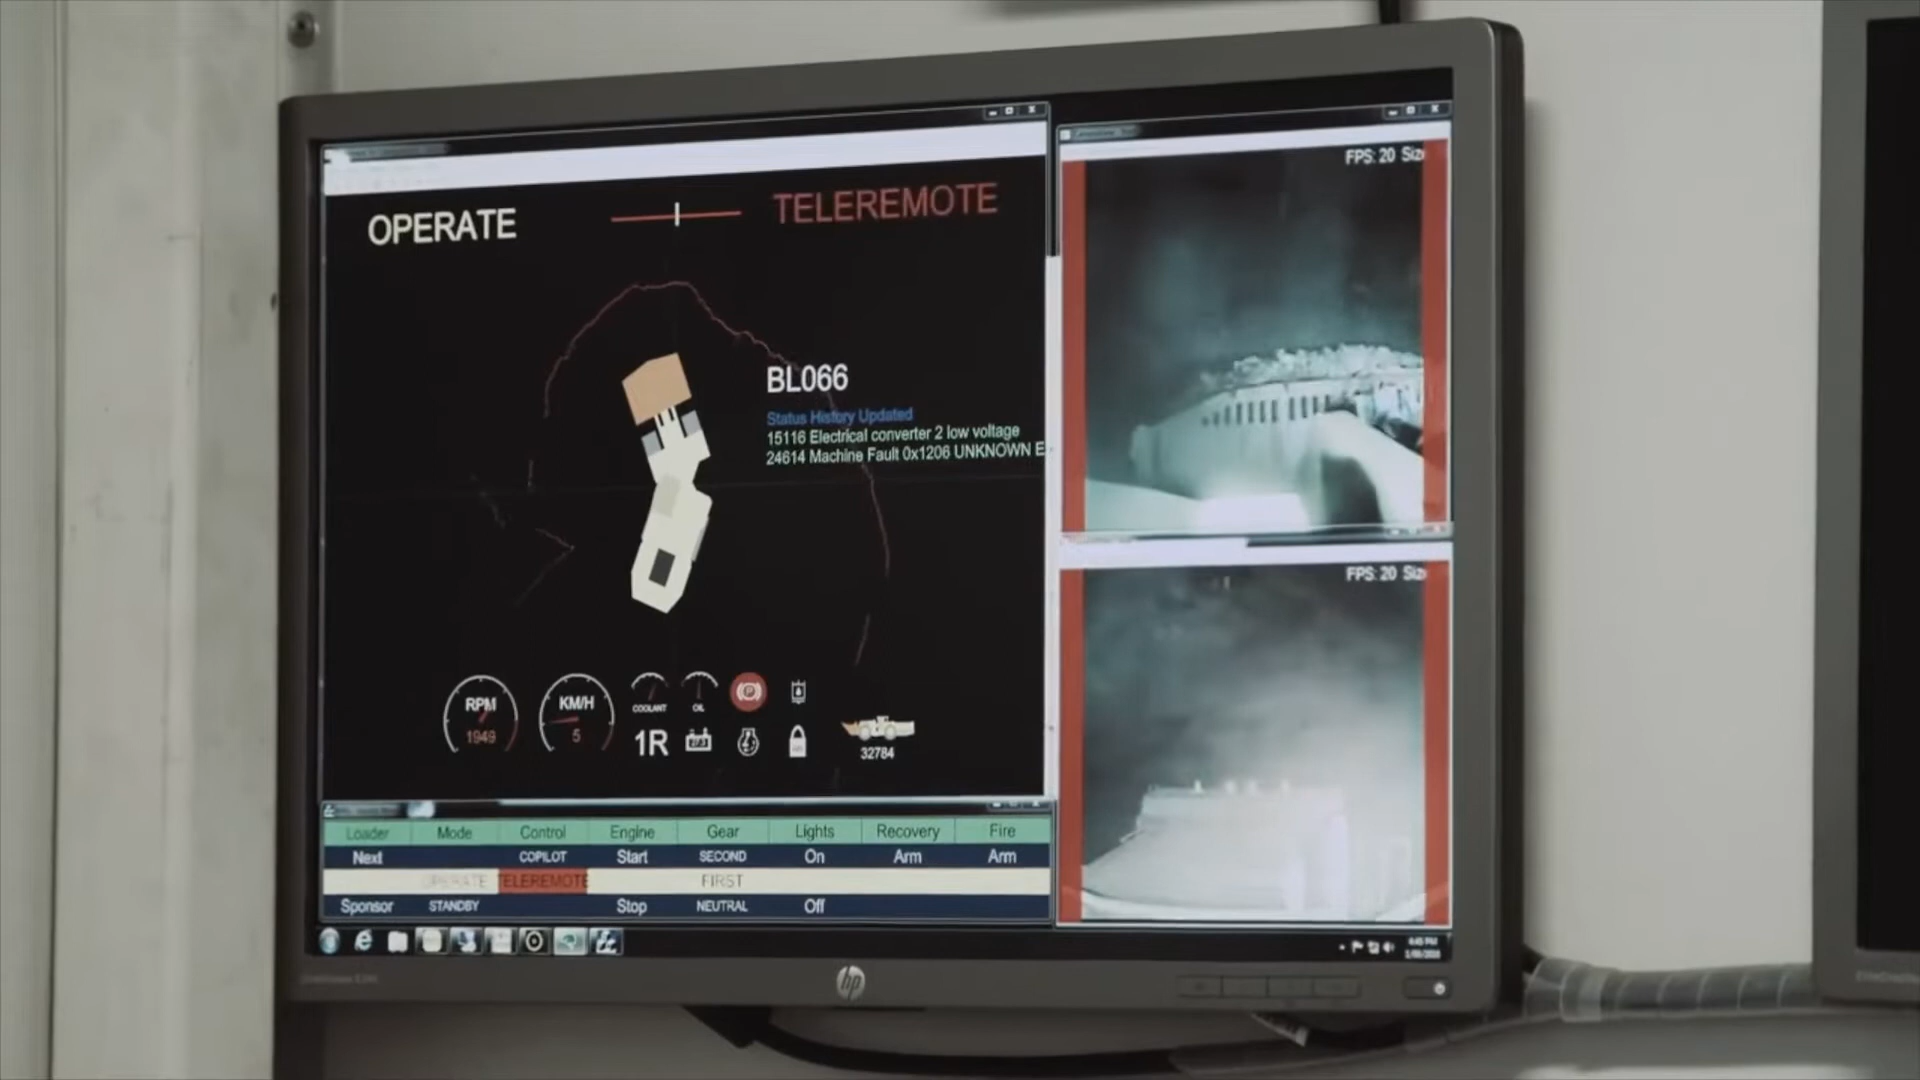 OPERATE
TELEREMOTE
BL066
Status History Updated
15116 Electrical converter 2 low voltage
24614 Machine Fault 0x1206 UNKNOWN E
RPM
1949
KM/H
5
COOLANT
OIL
1R
32784
FPS: 20 Siz
FPS: 20 Siz
Loader Mode Control Engine Gear Lights Recovery Fire
Next COPILOT Start SECOND On Arm Arm
OPERATE TELEREMOTE FIRST
Sponsor STANDBY Stop NEUTRAL Off
hp